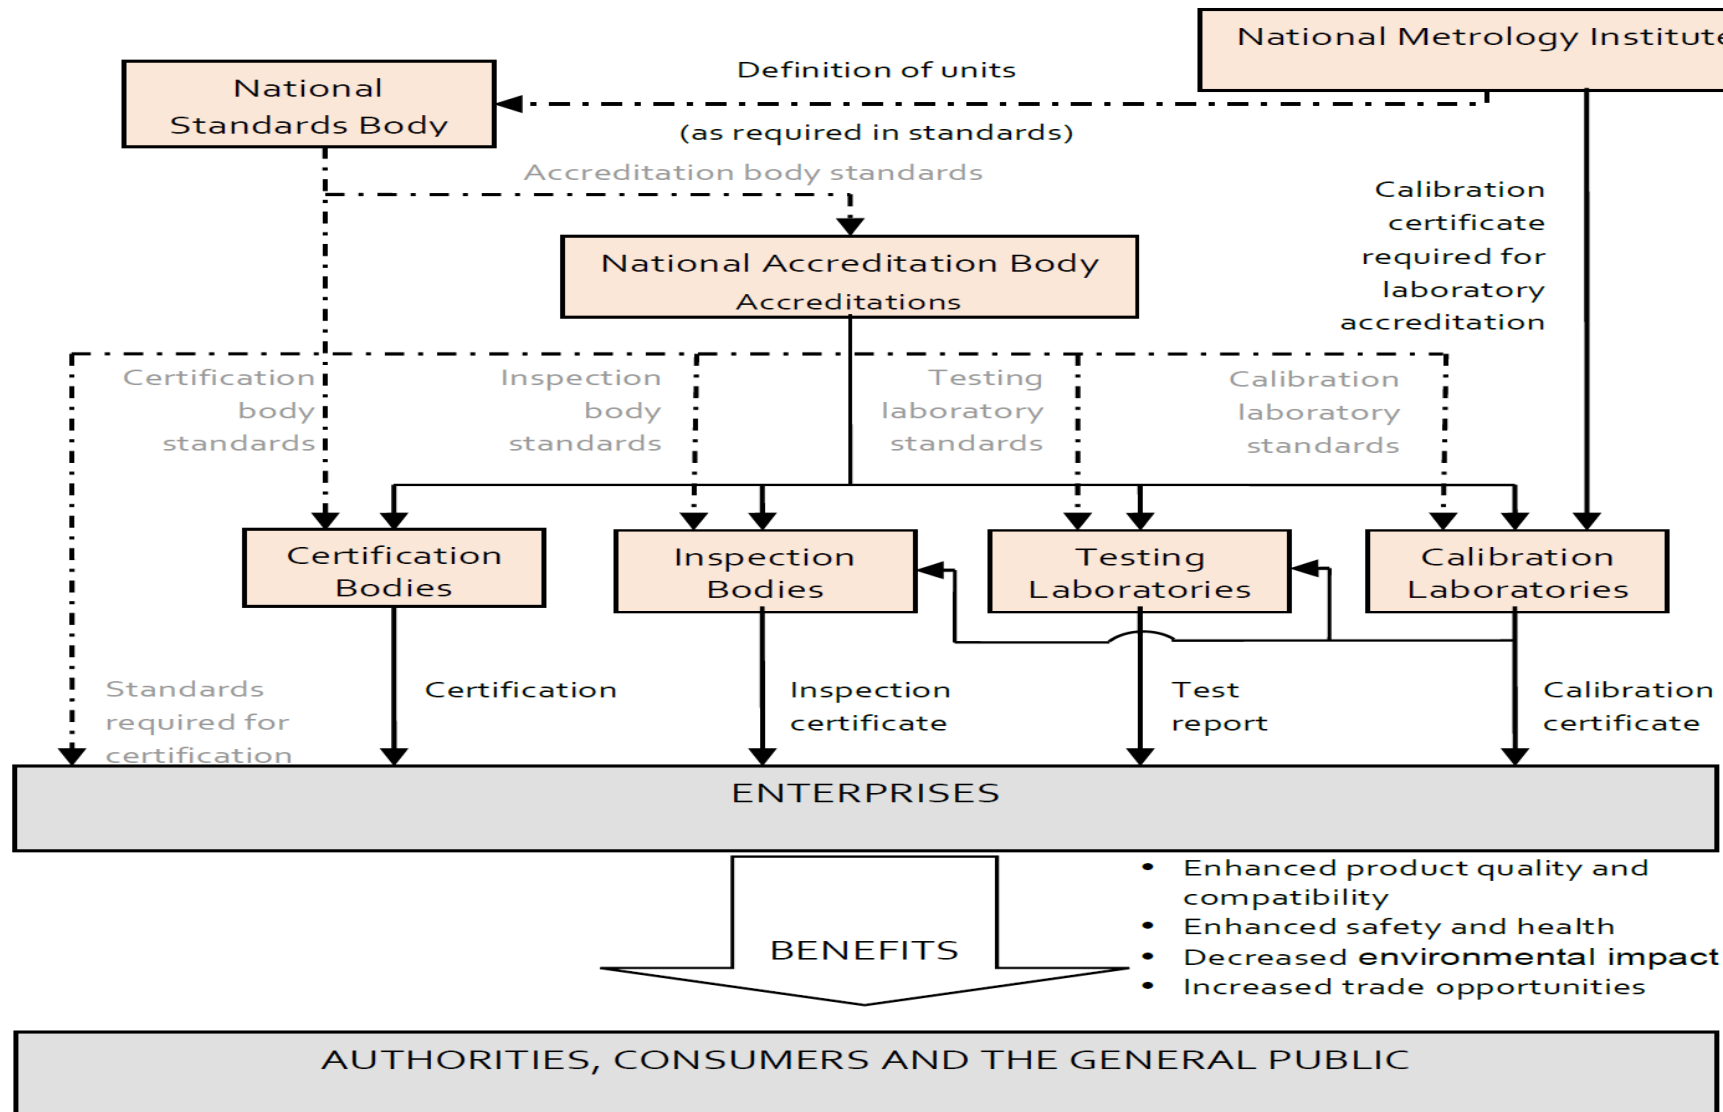 National Metrology Institute
Definition of units
National
Standards Body
(as required in standards)
Accreditation body standards
Calibration
certificate
required for
laboratory
accreditation
National Accreditation Body
Accreditations
Certification
body
standards
Inspection
body
standards
Testing
laboratory
standards
Calibration
laboratory
standards
Certification
Bodies
Inspection
Bodies
Testing
Laboratories
Calibration
Laboratories
Standards
required for
certification
Certification
Inspection
certificate
Test
report
Calibration
certificate
ENTERPRISES
BENEFITS
• Enhanced product quality and
compatibility
• Enhanced safety and health
• Decreased environmental impact
• Increased trade opportunities
AUTHORITIES, CONSUMERS AND THE GENERAL PUBLIC